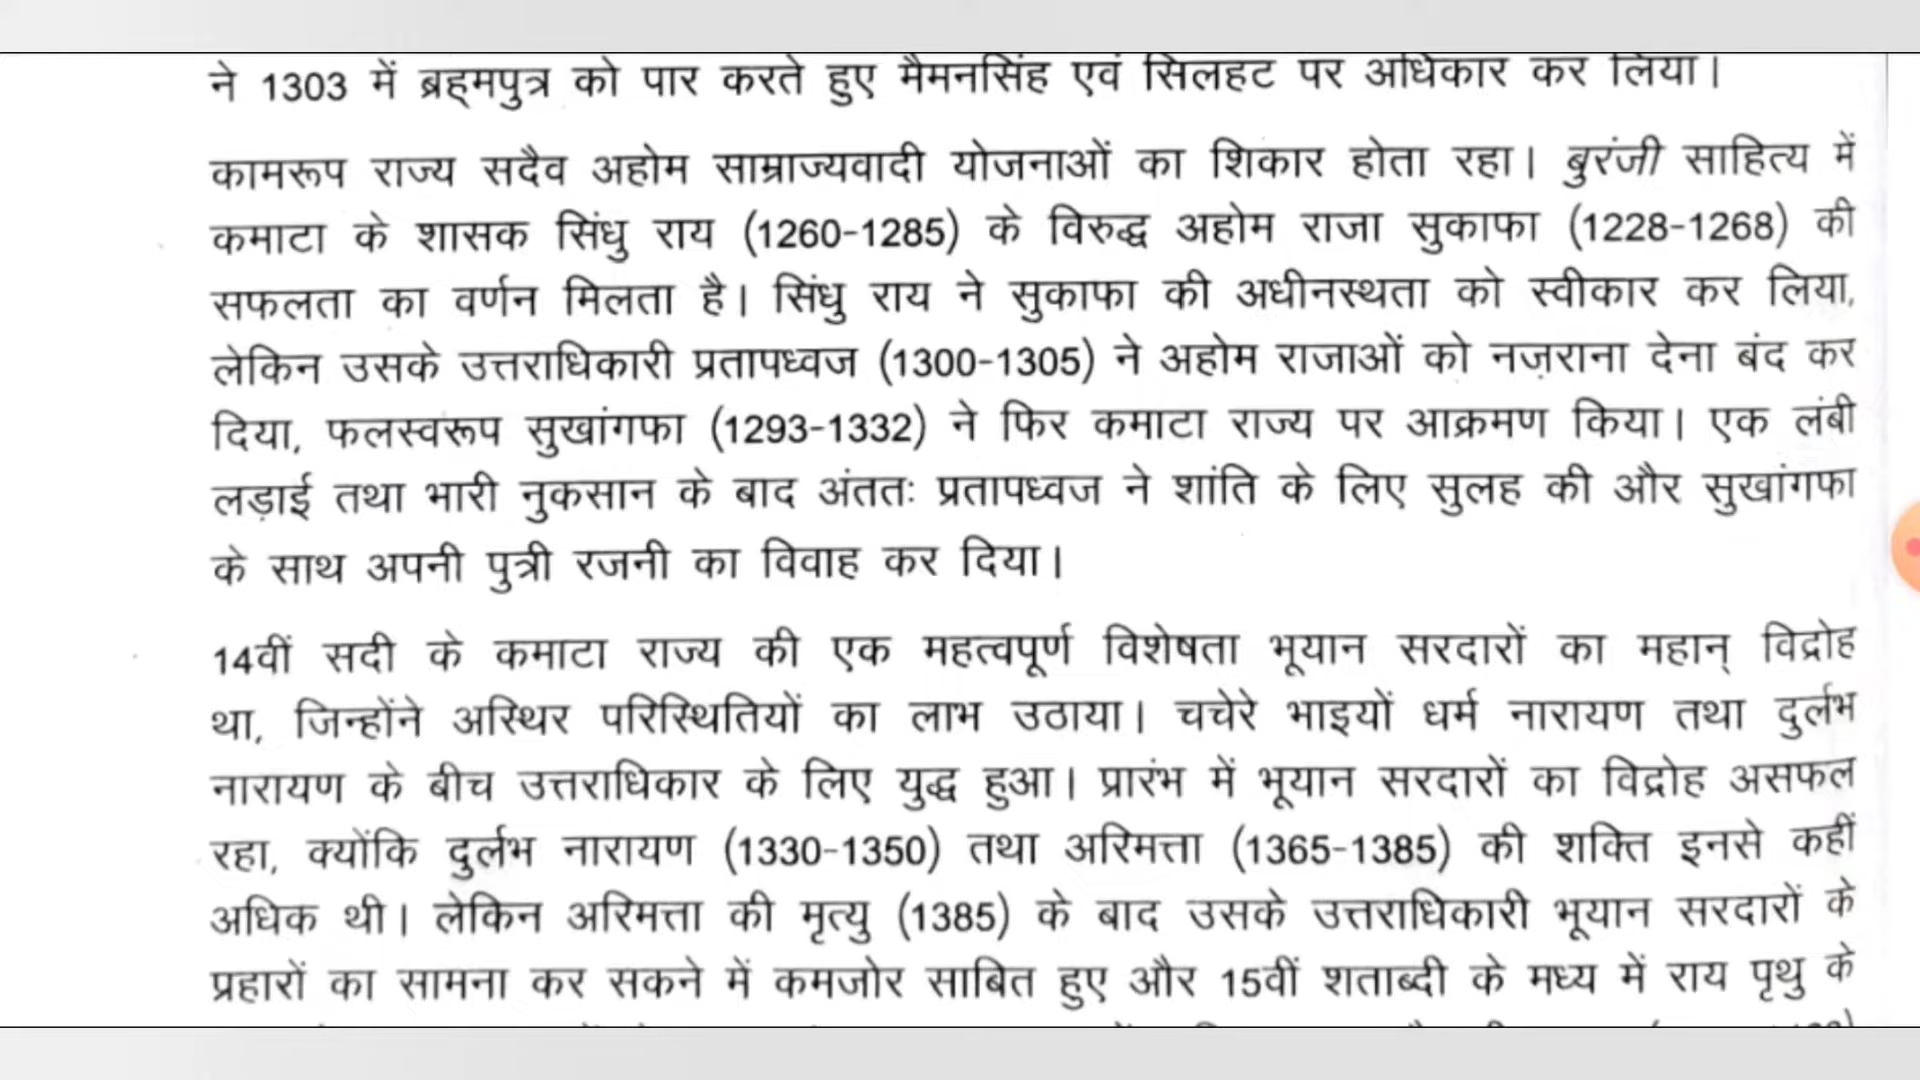 ने 1303 में ब्रह्मपुत्र को पार करते हुए मैमनसिंह एवं सिलहट पर अधिकार कर लिया।
कामरूप राज्य सदैव अहोम साम्राज्यवादी योजनाओं का शिकार होता रहा। बुरंजी साहित्य में
कमाटा के शासक सिंधु राय (1260-1285) के विरुद्ध अहोम राजा सुकाफा (1228-1268) की
सफलता का वर्णन मिलता है। सिंधु राय ने सुकाफा की अधीनस्थता को स्वीकार कर लिया,
लेकिन उसके उत्तराधिकारी प्रतापध्वज (1300-1305) ने अहोम राजाओं को नज़राना देना बंद कर
दिया, फलस्वरूप सुखांगफा (1293-1332) ने फिर कमाटा राज्य पर आक्रमण किया। एक लंबी
लड़ाई तथा भारी नुकसान के बाद अंततः प्रतापध्वज ने शांति के लिए सुलह की और सुखांगफा
के साथ अपनी पुत्री रजनी का विवाह कर दिया।
14वीं सदी के कमाटा राज्य की एक महत्वपूर्ण विशेषता भूयान सरदारों का महान् विद्रोह
था, जिन्होंने अस्थिर परिस्थितियों का लाभ उठाया। चचेरे भाइयों धर्म नारायण तथा दुर्लभ
नारायण के बीच उत्तराधिकार के लिए युद्ध हुआ। प्रारंभ में भूयान सरदारों का विद्रोह असफल
रहा, क्योंकि दुर्लभ नारायण (1330-1350) तथा अरिमत्ता (1365-1385) की शक्ति इनसे कहीं
अधिक थी। लेकिन अरिमत्ता की मृत्यु (1385) के बाद उसके उत्तराधिकारी भूयान सरदारों के
प्रहारों का सामना कर सकने में कमजोर साबित हुए और 15वीं शताब्दी के मध्य में राय पृथु के